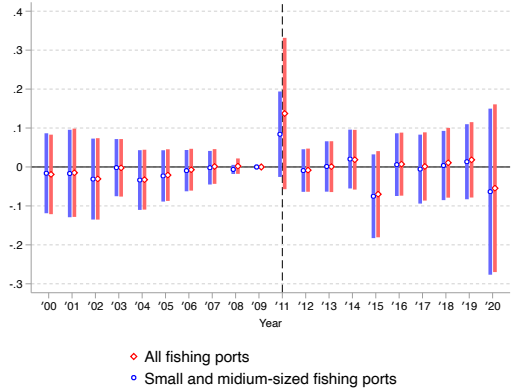 .4
.3
.2
.1
0
-.1
-.2
-.3
'00 '01 '02 '03 '04 '05 '06 '07 '08 '09 '11 '12 '13 '14 '15 '16 '17 '18 '19 '20
Year
All fishing ports
Small and midium-sized fishing ports